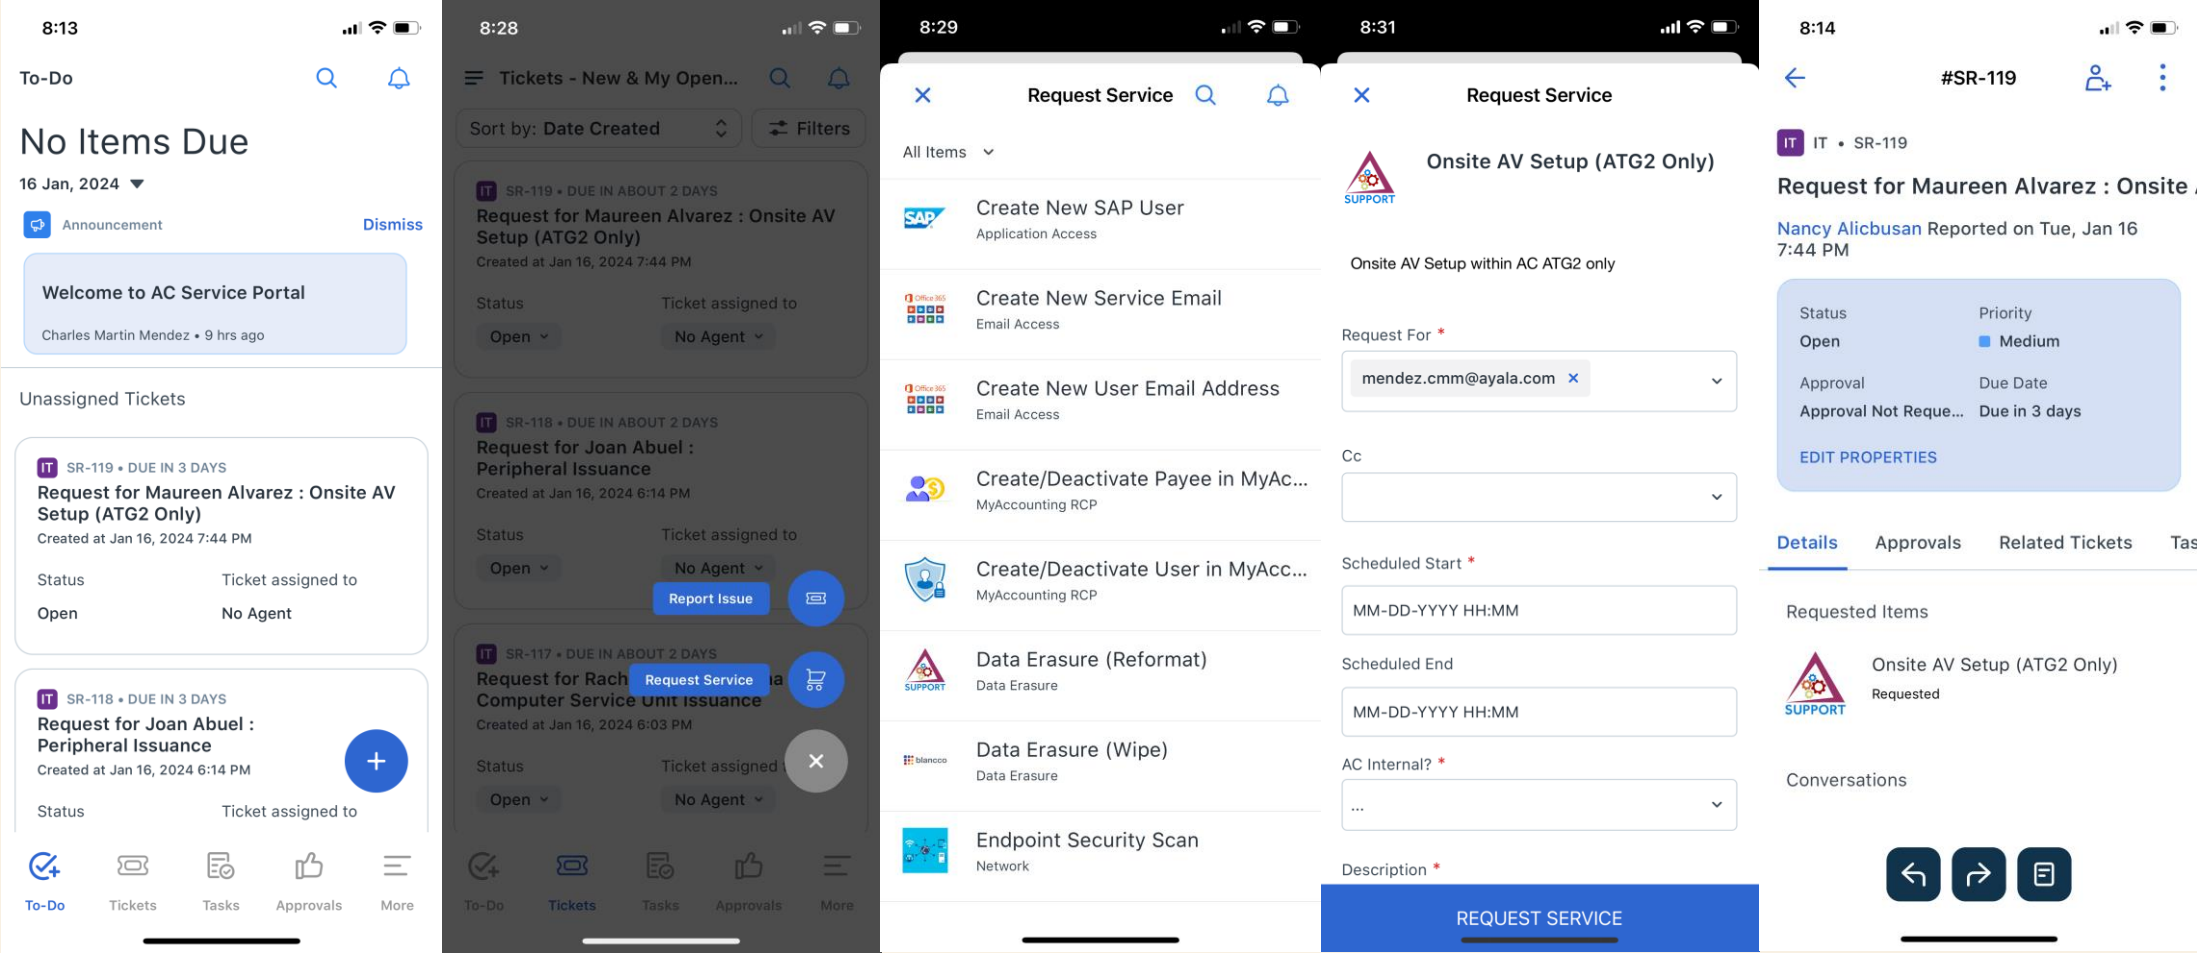 8:13
To-Do
No Items Due
16 Jan, 2024
Announcement
Dismiss
Welcome to AC Service Portal
Charles Martin Mendez • 9 hrs ago
Unassigned Tickets
IT SR-119 • DUE IN 3 DAYS
Request for Maureen Alvarez : Onsite AV
Setup (ATG2 Only)
Created at Jan 16, 2024 7:44 PM
Status Ticket assigned to
Open No Agent
IT SR-118 • DUE IN 3 DAYS
Request for Joan Abuel :
Peripheral Issuance
Created at Jan 16, 2024 6:14 PM
Status Ticket assigned to
To-Do Tickets Tasks Approvals More
8:28
Tickets - New & My Open...
Sort by: Date Created Filters
IT SR-119 • DUE IN ABOUT 2 DAYS
Request for Maureen Alvarez : Onsite AV
Setup (ATG2 Only)
Created at Jan 16, 2024 7:44 PM
Status Ticket assigned to
Open No Agent
IT SR-118 • DUE IN ABOUT 2 DAYS
Request for Joan Abuel :
Peripheral Issuance
Created at Jan 16, 2024 6:14 PM
Status Ticket assigned to
Open No Agent
Report Issue
IT SR-117 • DUE IN ABOUT 2 DAYS
Request for Rach
Request Service
Computer Service Unit Issuance
Created at Jan 16, 2024 6:03 PM
Status Ticket assigned
Open No Agent
To-Do Tickets Tasks Approvals More
8:29
Request Service
All Items
SAP
Create New SAP User
Application Access
Office 365
Create New Service Email
Email Access
Office 365
Create New User Email Address
Email Access
Create/Deactivate Payee in MyAc...
MyAccounting RCP
Create/Deactivate User in MyAcc...
MyAccounting RCP
SUPPORT
Data Erasure (Reformat)
Data Erasure
blancco
Data Erasure (Wipe)
Data Erasure
Endpoint Security Scan
Network
8:31
Request Service
SUPPORT
Onsite AV Setup (ATG2 Only)
Onsite AV Setup within AC ATG2 only
Request For *
mendez.cmm@ayala.com
Cc
Scheduled Start *
MM-DD-YYYY HH:MM
Scheduled End
MM-DD-YYYY HH:MM
AC Internal? *
...
Description *
REQUEST SERVICE
8:14
#SR-119
IT IT • SR-119
Request for Maureen Alvarez : Onsite
Nancy Alicbusan Reported on Tue, Jan 16
7:44 PM
Status Priority
Open Medium
Approval Due Date
Approval Not Reque... Due in 3 days
EDIT PROPERTIES
Details Approvals Related Tickets Tas
Requested Items
SUPPORT
Onsite AV Setup (ATG2 Only)
Requested
Conversations